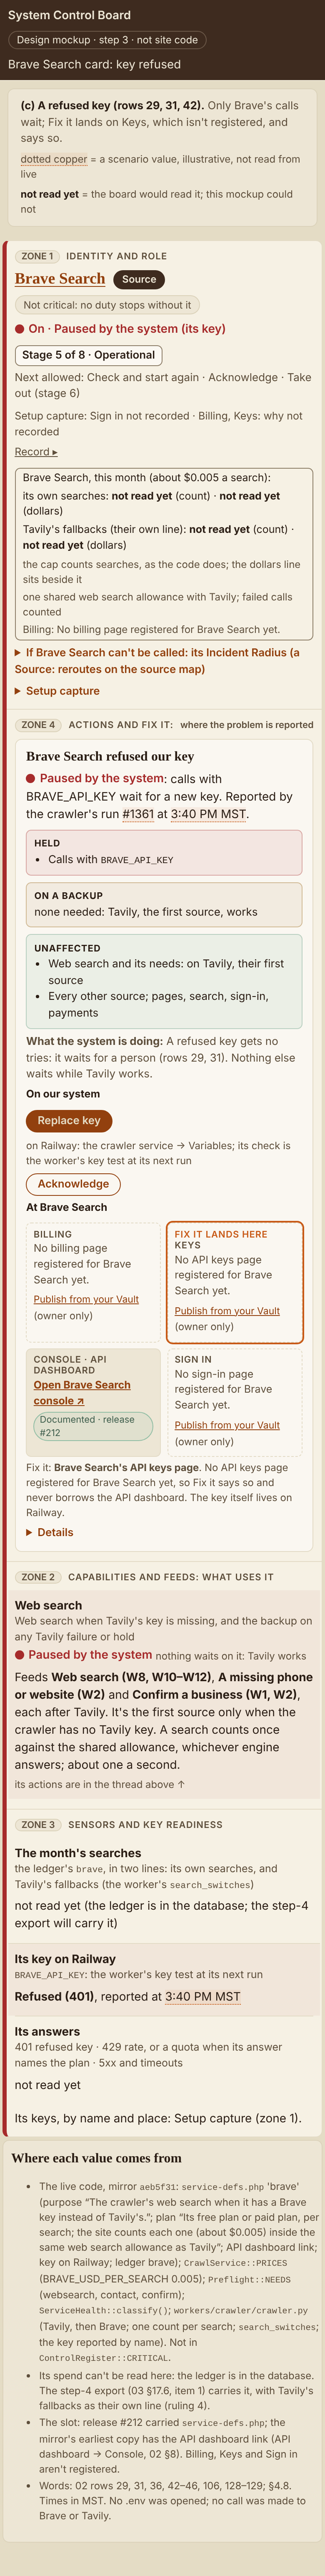 System Control Board
Design mockup · step 3 · not site code
Brave Search card: key refused
(c) A refused key (rows 29, 31, 42). Only Brave's calls
wait; Fix it lands on Keys, which isn't registered, and
says so.
dotted copper = a scenario value, illustrative, not read from
live
not read yet = the board would read it; this mockup could
not
ZONE 1 IDENTITY AND ROLE
Brave Search Source
Not critical: no duty stops without it
On · Paused by the system (its key)
Stage 5 of 8 · Operational
Next allowed: Check and start again · Acknowledge · Take
out (stage 6)
Setup capture: Sign in not recorded · Billing, Keys: why not
recorded
Record ▸
Brave Search, this month (about $0.005 a search):
its own searches: not read yet (count) · not read yet
(dollars)
Tavily's fallbacks (their own line): not read yet (count) ·
not read yet (dollars)
the cap counts searches, as the code does; the dollars line
sits beside it
one shared web search allowance with Tavily; failed calls
counted
Billing: No billing page registered for Brave Search yet.
▶ If Brave Search can't be called: its Incident Radius (a
Source: reroutes on the source map)
▶ Setup capture
ZONE 4 ACTIONS AND FIX IT: where the problem is reported
Brave Search refused our key
Paused by the system: calls with
BRAVE_API_KEY wait for a new key. Reported by
the crawler's run #1361 at 3:40 PM MST.
HELD
• Calls with BRAVE_API_KEY
ON A BACKUP
none needed: Tavily, the first source, works
UNAFFECTED
• Web search and its needs: on Tavily, their first
source
• Every other source; pages, search, sign-in,
payments
What the system is doing: A refused key gets no
tries: it waits for a person (rows 29, 31). Nothing else
waits while Tavily works.
On our system
Replace key
on Railway: the crawler service → Variables; its check is
the worker's key test at its next run
Acknowledge
At Brave Search
BILLING
No billing page
registered for Brave
Search yet.
Publish from your Vault
(owner only)
FIX IT LANDS HERE
KEYS
No API keys page
registered for Brave
Search yet.
Publish from your Vault
(owner only)
CONSOLE · API
DASHBOARD
Open Brave Search
console ↗
Documented · release
#212
SIGN IN
No sign-in page
registered for Brave
Search yet.
Publish from your Vault
(owner only)
Fix it: Brave Search's API keys page. No API keys page
registered for Brave Search yet, so Fix it says so and
never borrows the API dashboard. The key itself lives on
Railway.
▶ Details
ZONE 2 CAPABILITIES AND FEEDS: WHAT USES IT
Web search
Web search when Tavily's key is missing, and the backup on
any Tavily failure or hold
Paused by the system nothing waits on it: Tavily works
Feeds Web search (W8, W10–W12), A missing phone
or website (W2) and Confirm a business (W1, W2),
each after Tavily. It's the first source only when the
crawler has no Tavily key. A search counts once
against the shared allowance, whichever engine
answers; about one a second.
its actions are in the thread above ↑
ZONE 3 SENSORS AND KEY READINESS
The month's searches
the ledger's brave, in two lines: its own searches, and
Tavily's fallbacks (the worker's search_switches)
not read yet (the ledger is in the database; the step-4
export will carry it)
Its key on Railway
BRAVE_API_KEY: the worker's key test at its next run
Refused (401), reported at 3:40 PM MST
Its answers
401 refused key · 429 rate, or a quota when its answer
names the plan · 5xx and timeouts
not read yet
Its keys, by name and place: Setup capture (zone 1).
Where each value comes from
• The live code, mirror aeb5f31: service-defs.php 'brave'
(purpose “The crawler's web search when it has a Brave
key instead of Tavily's.”; plan “Its free plan or paid plan, per
search; the site counts each one (about $0.005) inside the
same web search allowance as Tavily”; API dashboard link;
key on Railway; ledger brave); CrawlService::PRICES
(BRAVE_USD_PER_SEARCH 0.005); Preflight::NEEDS
(websearch, contact, confirm);
ServiceHealth::classify(); workers/crawler/crawler.py
(Tavily, then Brave; one count per search; search_switches;
the key reported by name). Not in
ControlRegister::CRITICAL.
• Its spend can't be read here: the ledger is in the database.
The step-4 export (03 §17.6, item 1) carries it, with Tavily's
fallbacks as their own line (ruling 4).
• The slot: release #212 carried service-defs.php; the
mirror's earliest copy has the API dashboard link (API
dashboard → Console, 02 §8). Billing, Keys and Sign in
aren't registered.
• Words: 02 rows 29, 31, 36, 42–46, 106, 128–129; §4.8.
Times in MST. No .env was opened; no call was made to
Brave or Tavily.